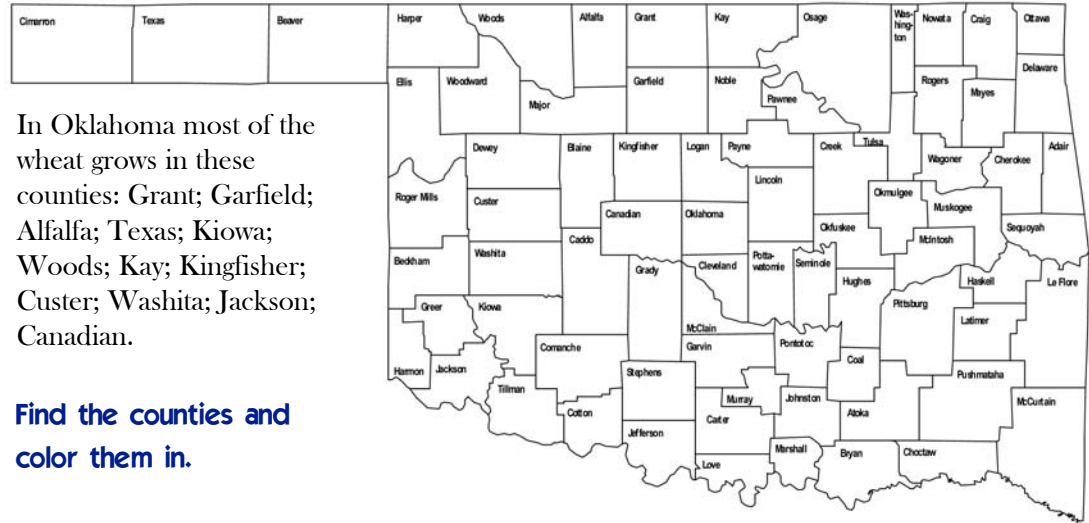 Cimarron
Texas
Beaver
Harper
Woods
Alfalfa
Grant
Kay
Osage
Was-
hing-
ton
Nowata
Craig
Ottawa
Ellis
Woodward
Major
Garfield
Noble
Pawnee
Rogers
Mayes
Delaware
In Oklahoma most of the
wheat grows in these
counties: Grant; Garfield;
Alfalfa; Texas; Kiowa;
Woods; Kay; Kingfisher;
Custer; Washita; Jackson;
Canadian.
Find the counties and
color them in.
Dewey
Blaine
Kingfisher
Logan
Payne
Creek
Tulsa
Wagoner
Cherokee
Adair
Roger Mills
Custer
Canadian
Oklahoma
Lincoln
Okmulgee
Muskogee
Okfuskee
McIntosh
Sequoyah
Beckham
Washita
Caddo
Grady
Cleveland
Potta-
watomie
Seminole
Hughes
Haskell
Le Flore
Greer
Kiowa
McClain
Pittsburg
Latimer
Harmon
Jackson
Comanche
Garvin
Pontotoc
Coal
Stephens
Pushmataha
Tillman
Cotton
Murray
Johnston
Atoka
McCurtain
Jefferson
Carter
Love
Marshall
Bryan
Choctaw